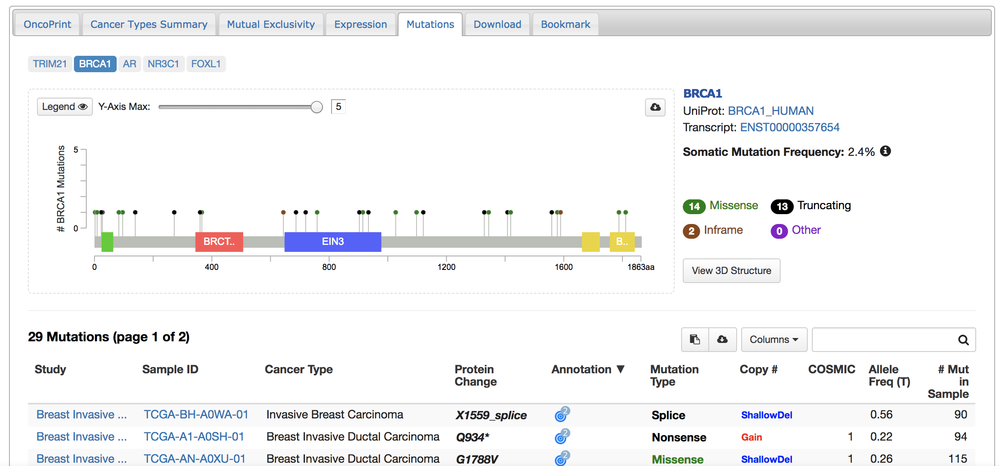 OncoPrint Cancer Types Summary Mutual Exclusivity Expression Mutations Download Bookmark
TRIM21 BRCA1 AR NR3C1 FOXL1
Legend Y-Axis Max: 5
# BRCA1 Mutations
5
0
BRCT.. EIN3 B..
0 400 800 1200 1600 1863aa
BRCA1
UniProt: BRCA1_HUMAN
Transcript: ENST00000357654
Somatic Mutation Frequency: 2.4%
14 Missense 13 Truncating
2 Inframe 0 Other
View 3D Structure
29 Mutations (page 1 of 2)
Columns
Study Sample ID Cancer Type Protein Change Annotation ▼ Mutation Type Copy # COSMIC Allele Freq (T) # Mut in Sample
Breast Invasive ... TCGA-BH-A0WA-01 Invasive Breast Carcinoma X1559_splice 2 Splice ShallowDel 0.56 90
Breast Invasive ... TCGA-A1-A0SH-01 Breast Invasive Ductal Carcinoma Q934* 2 Nonsense Gain 1 0.22 94
Breast Invasive ... TCGA-AN-A0XU-01 Breast Invasive Ductal Carcinoma G1788V 2 Missense ShallowDel 1 0.26 115